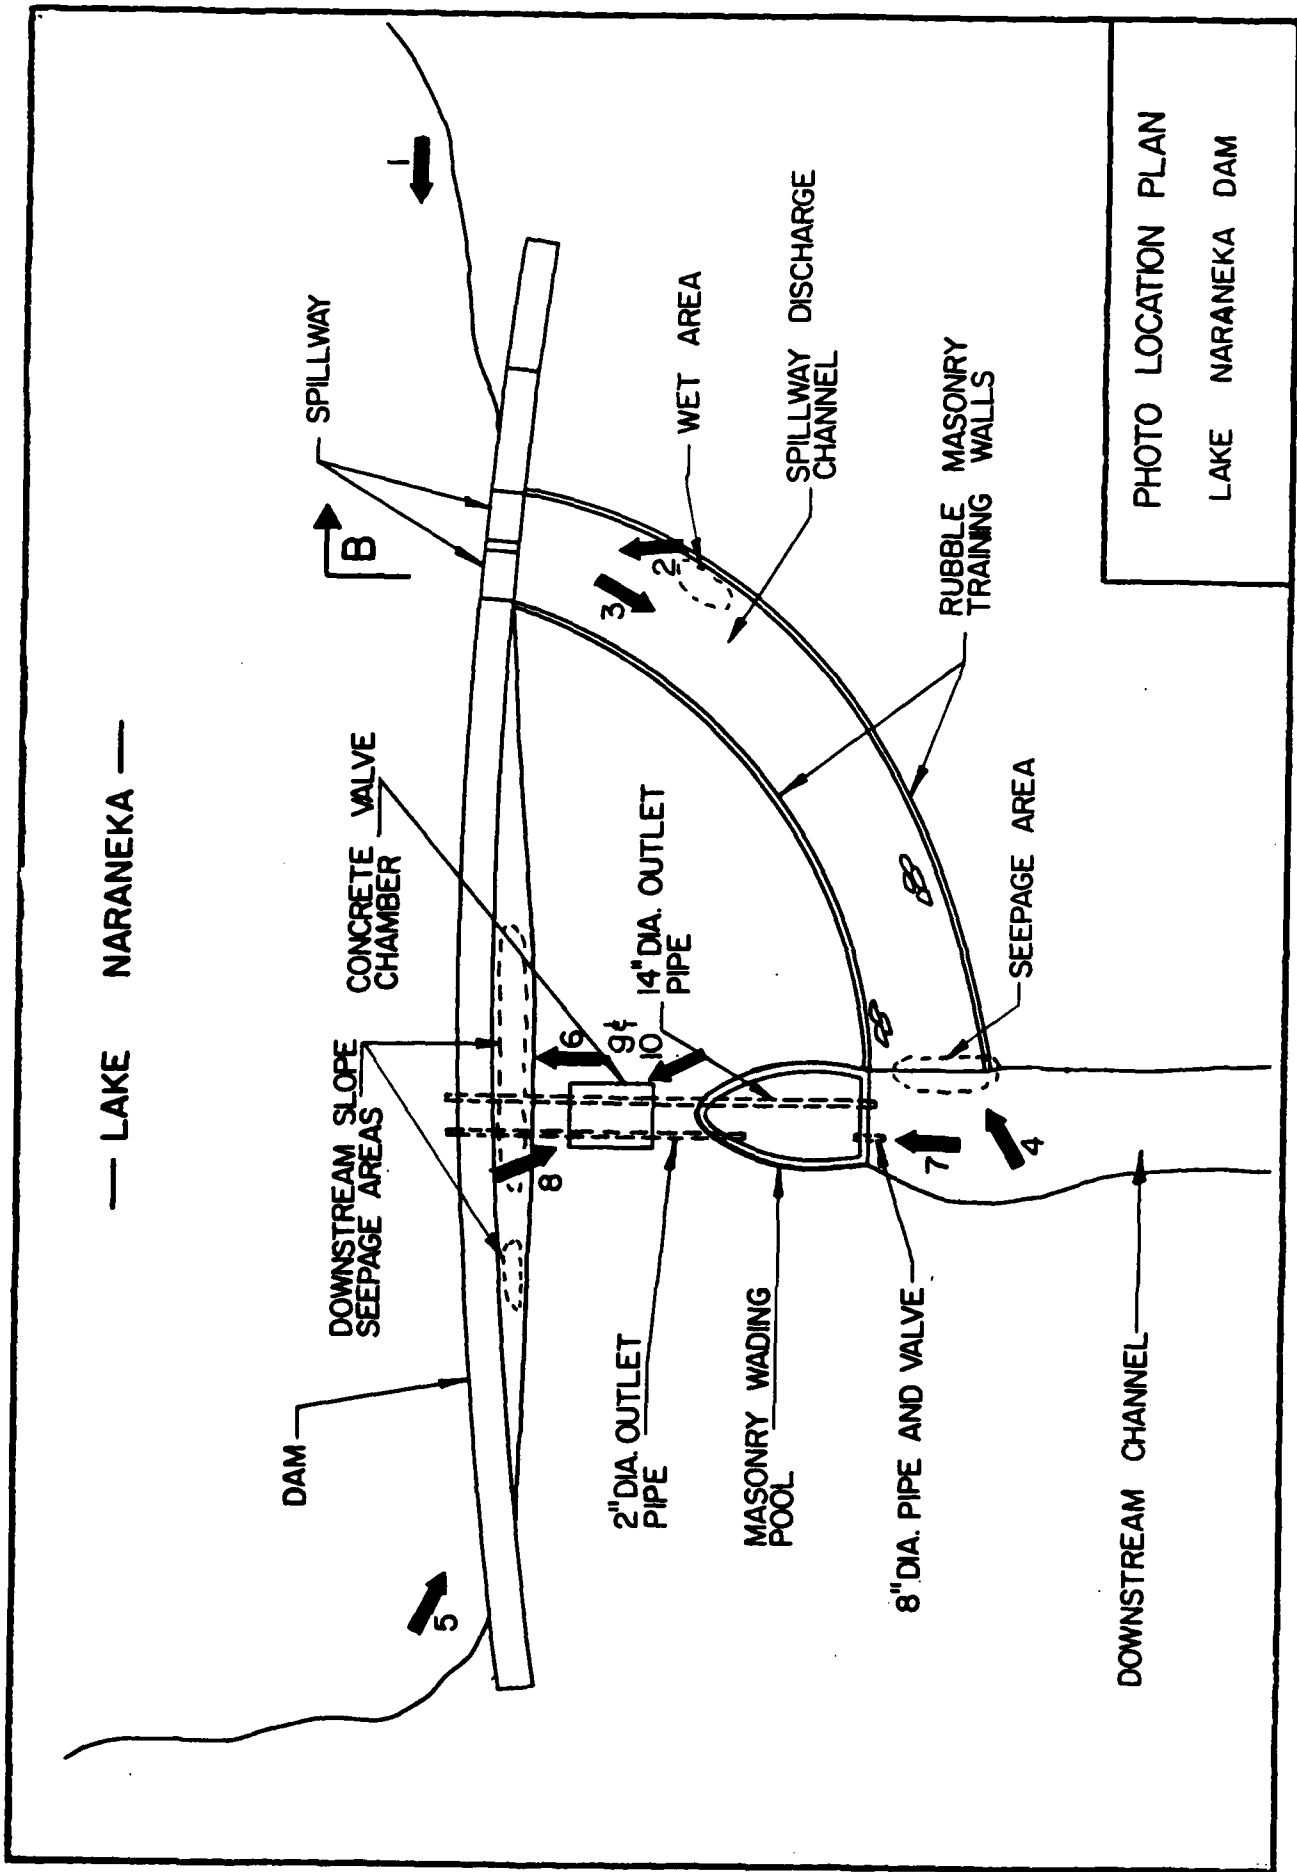 — LAKE NARANEKA —
DAM
DOWNSTREAM SLOPE
SEEPAGE AREAS
CONCRETE VALVE
CHAMBER
SPILLWAY
B
1
5
8
6
9 &
10
14" DIA. OUTLET
PIPE
3
2
WET AREA
2" DIA. OUTLET
PIPE
MASONRY WADING
POOL
SPILLWAY DISCHARGE
CHANNEL
8" DIA. PIPE AND VALVE
7
4
SEEPAGE AREA
RUBBLE MASONRY
TRAINING WALLS
DOWNSTREAM CHANNEL
PHOTO LOCATION PLAN
LAKE NARANEKA DAM